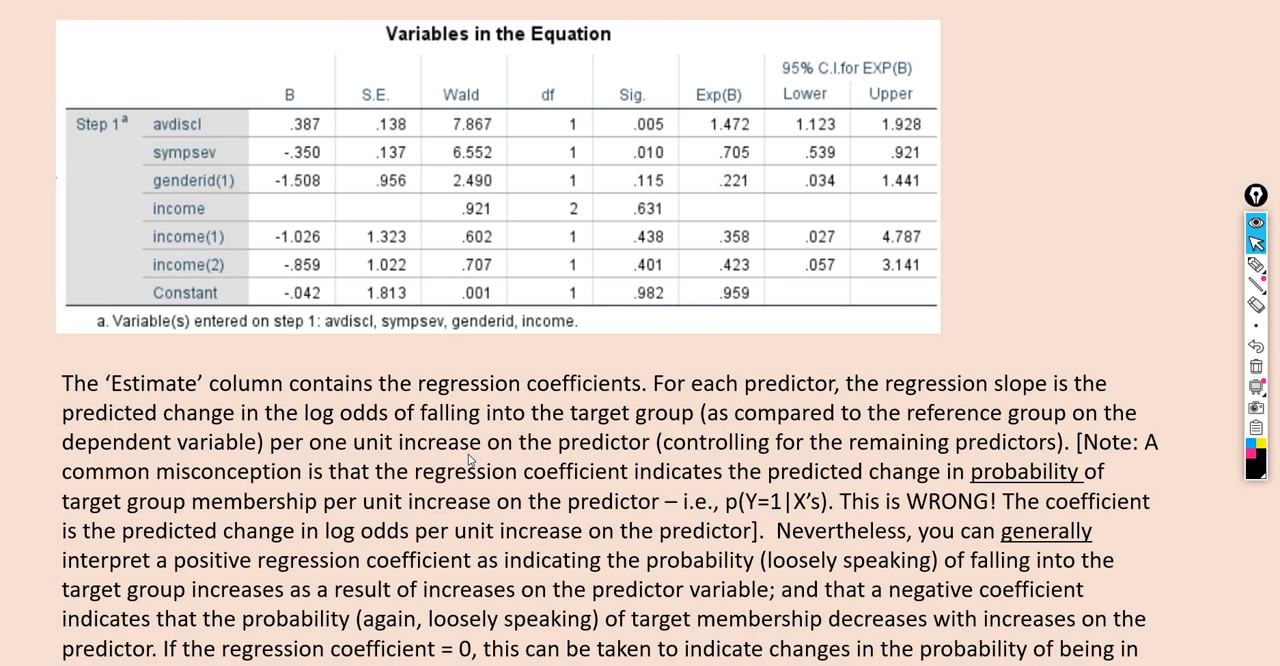 Variables in the Equation
95% C.I.for EXP(B)
B S.E. Wald df Sig. Exp(B) Lower Upper
Step 1a avdiscl .387 .138 7.867 1 .005 1.472 1.123 1.928
sympsev -.350 .137 6.552 1 .010 .705 .539 .921
genderid(1) -1.508 .956 2.490 1 .115 .221 .034 1.441
income .921 2 .631
income(1) -1.026 1.323 .602 1 .438 .358 .027 4.787
income(2) -.859 1.022 .707 1 .401 .423 .057 3.141
Constant -.042 1.813 .001 1 .982 .959
a. Variable(s) entered on step 1: avdiscl, sympsev, genderid, income.
The ‘Estimate’ column contains the regression coefficients. For each predictor, the regression slope is the
predicted change in the log odds of falling into the target group (as compared to the reference group on the
dependent variable) per one unit increase on the predictor (controlling for the remaining predictors). [Note: A
common misconception is that the regression coefficient indicates the predicted change in probability of
target group membership per unit increase on the predictor – i.e., p(Y=1|X’s). This is WRONG! The coefficient
is the predicted change in log odds per unit increase on the predictor]. Nevertheless, you can generally
interpret a positive regression coefficient as indicating the probability (loosely speaking) of falling into the
target group increases as a result of increases on the predictor variable; and that a negative coefficient
indicates that the probability (again, loosely speaking) of target membership decreases with increases on the
predictor. If the regression coefficient = 0, this can be taken to indicate changes in the probability of being in